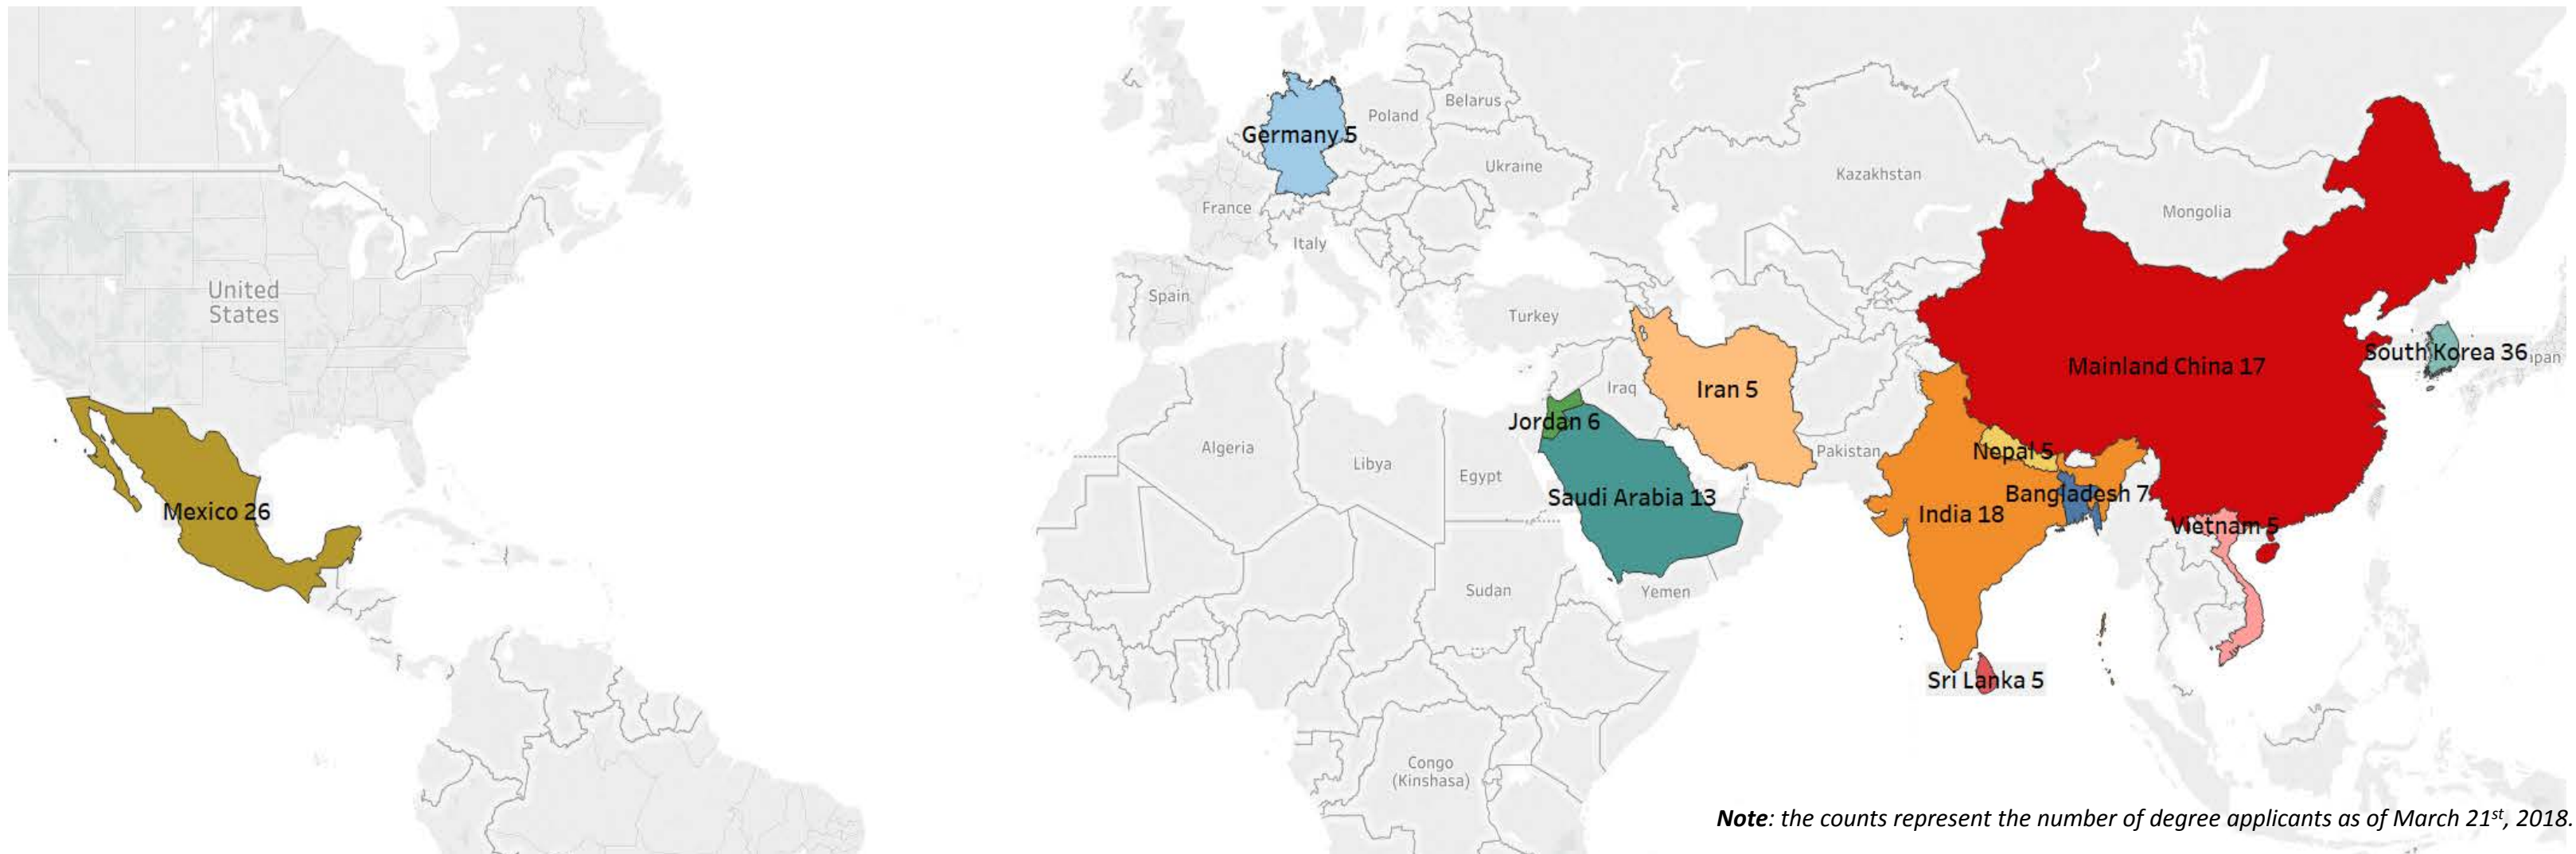 Belarus
Poland
Germany 5
Ukraine
Kazakhstan
France
Mongolia
Italy
United
States
Spain
Turkey
South Korea 36
pan
Mainland China 17
Iraq
Iran 5
Jordan 6
Algeria
Libya
Egypt
Pakistan
Nepal 5
Saudi Arabia 13
Bangladesh 7
Mexico 26
India 18
Vietnam 5
Sudan
Yemen
Sri Lanka 5
Congo
(Kinshasa)
Note: the counts represent the number of degree applicants as of March 21st, 2018.